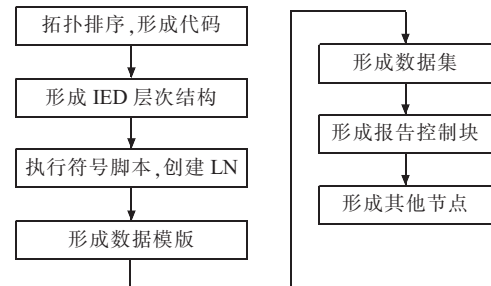 拓扑排序,形成代码
形成 IED 层次结构
执行符号脚本,创建 LN
形成数据模版
形成数据集
形成报告控制块
形成其他节点